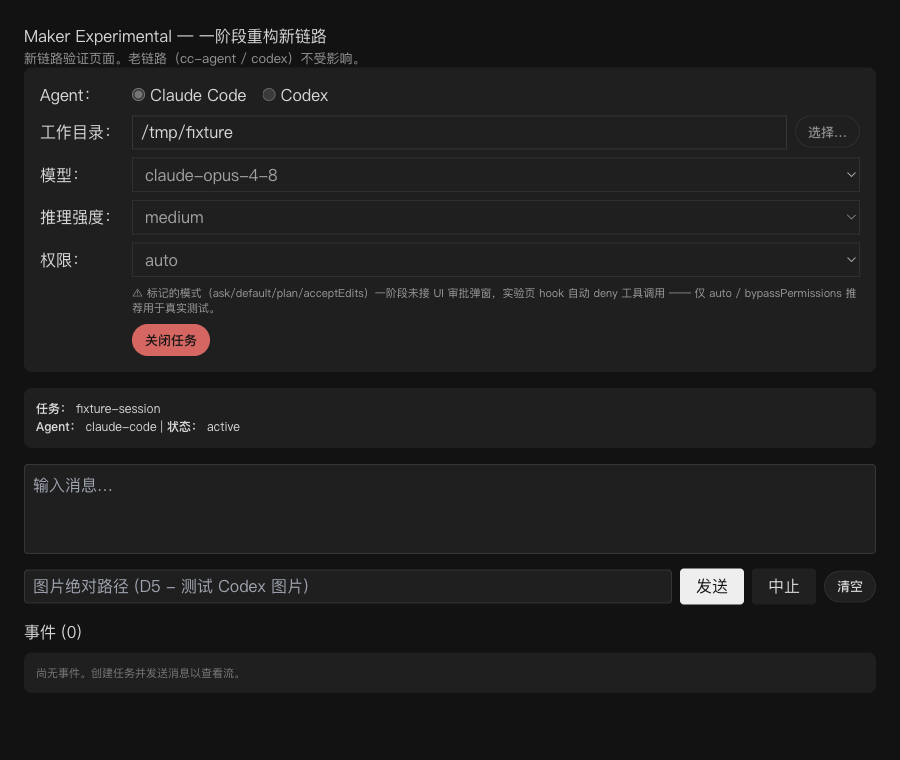 Maker Experimental — 一阶段重构新链路
新链路验证页面。老链路（cc-agent / codex）不受影响。
Agent: Claude Code Codex
工作目录: /tmp/fixture 选择...
模型: claude-opus-4-8
推理强度: medium
权限: auto
⚠ 标记的模式（ask/default/plan/acceptEdits）一阶段未接 UI 审批弹窗，实验页 hook 自动 deny 工具调用 —— 仅 auto / bypassPermissions 推
荐用于真实测试。
关闭任务
任务: fixture-session
Agent: claude-code | 状态: active
输入消息...
图片绝对路径 (D5 - 测试 Codex 图片) 发送 中止 清空
事件 (0)
尚无事件。创建任务并发送消息以查看流。